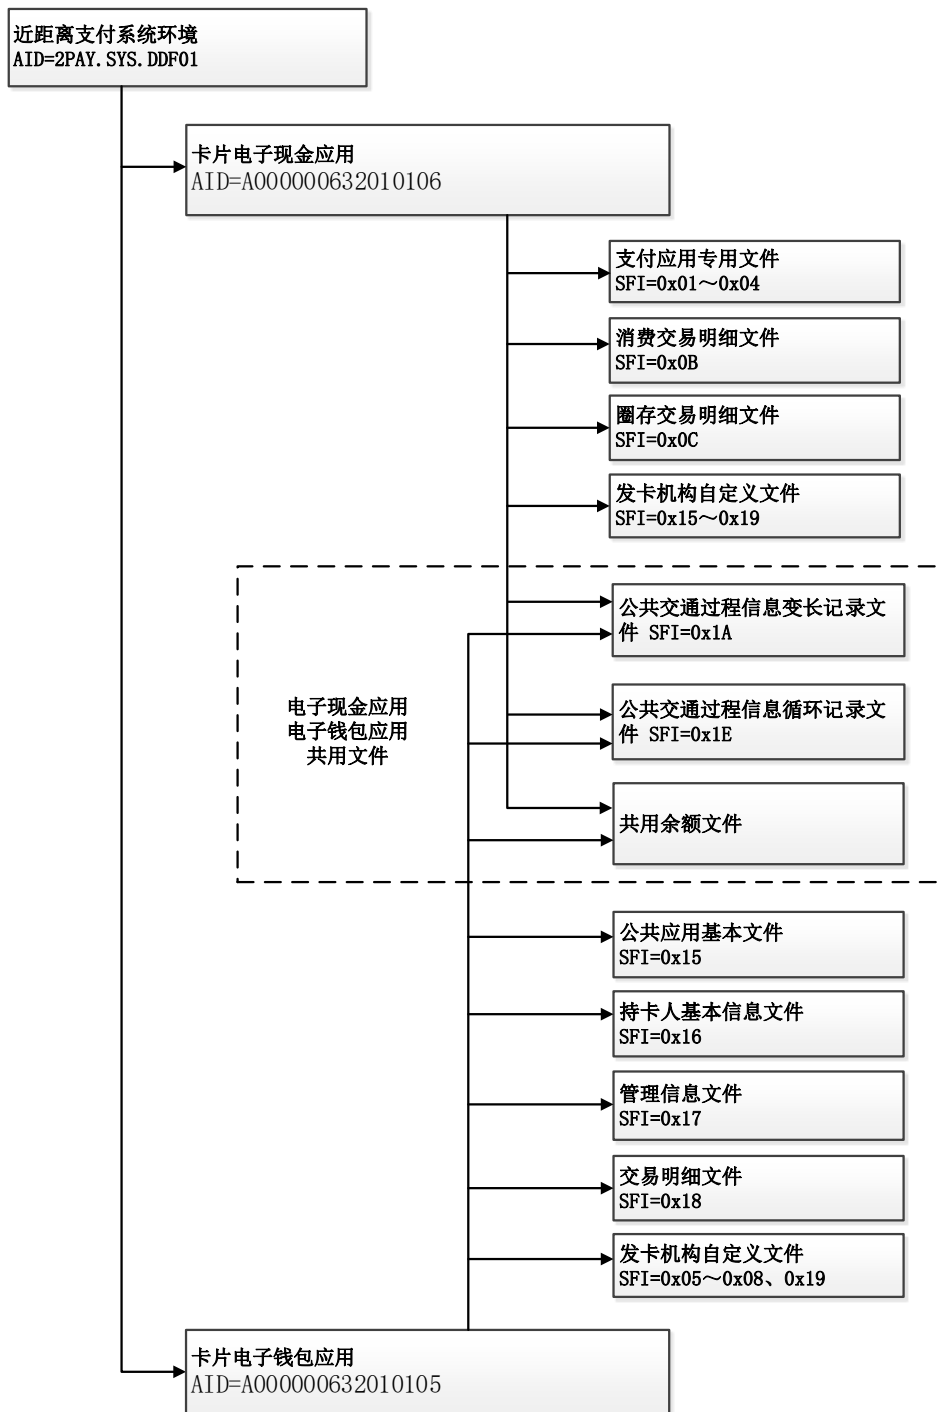 近距离支付系统环境
AID=2PAY.SYS.DDF01
卡片电子现金应用
AID=A000000632010106
支付应用专用文件
SFI=0x01～0x04
消费交易明细文件
SFI=0x0B
圈存交易明细文件
SFI=0x0C
发卡机构自定义文件
SFI=0x15～0x19
公共交通过程信息变长记录文
件 SFI=0x1A
电子现金应用
电子钱包应用
共用文件
公共交通过程信息循环记录文
件 SFI=0x1E
共用余额文件
公共应用基本文件
SFI=0x15
持卡人基本信息文件
SFI=0x16
管理信息文件
SFI=0x17
交易明细文件
SFI=0x18
发卡机构自定义文件
SFI=0x05～0x08、0x19
卡片电子钱包应用
AID=A000000632010105